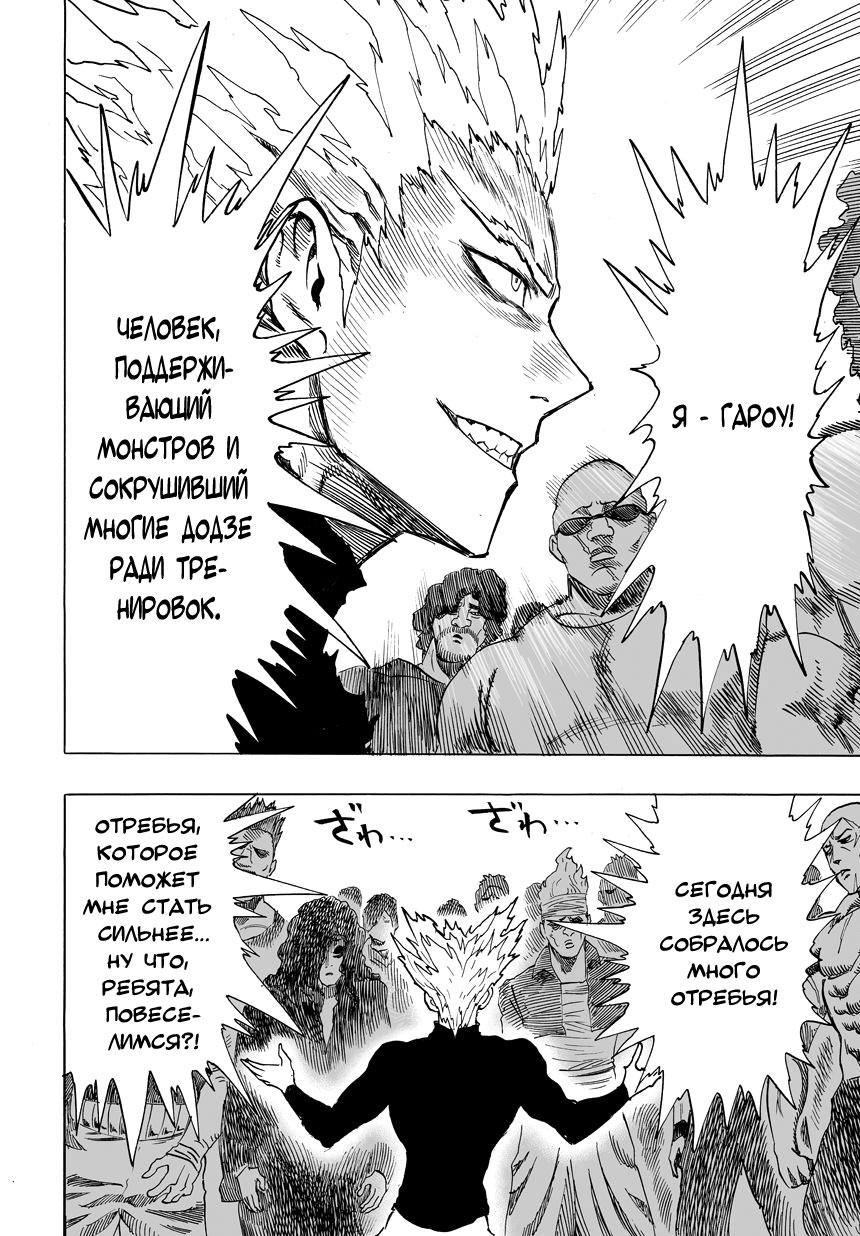 Я - ГАРОУ!
ЧЕЛОВЕК,
ПОДДЕРЖИ-
ВАЮЩИЙ
МОНСТРОВ И
СОКРУШИВШИЙ
МНОГИЕ ДОДЗЕ
РАДИ ТРЕ-
НИРОВОК.
СЕГОДНЯ
ЗДЕСЬ
СОБРАЛОСЬ
МНОГО
ОТРЕБЬЯ!
ざわ...
ざわ...
ОТРЕБЬЯ,
КОТОРОЕ
ПОМОЖЕТ
МНЕ СТАТЬ
СИЛЬНЕЕ...
НУ ЧТО,
РЕБЯТА,
ПОВЕСЕ-
ЛИМСЯ?!